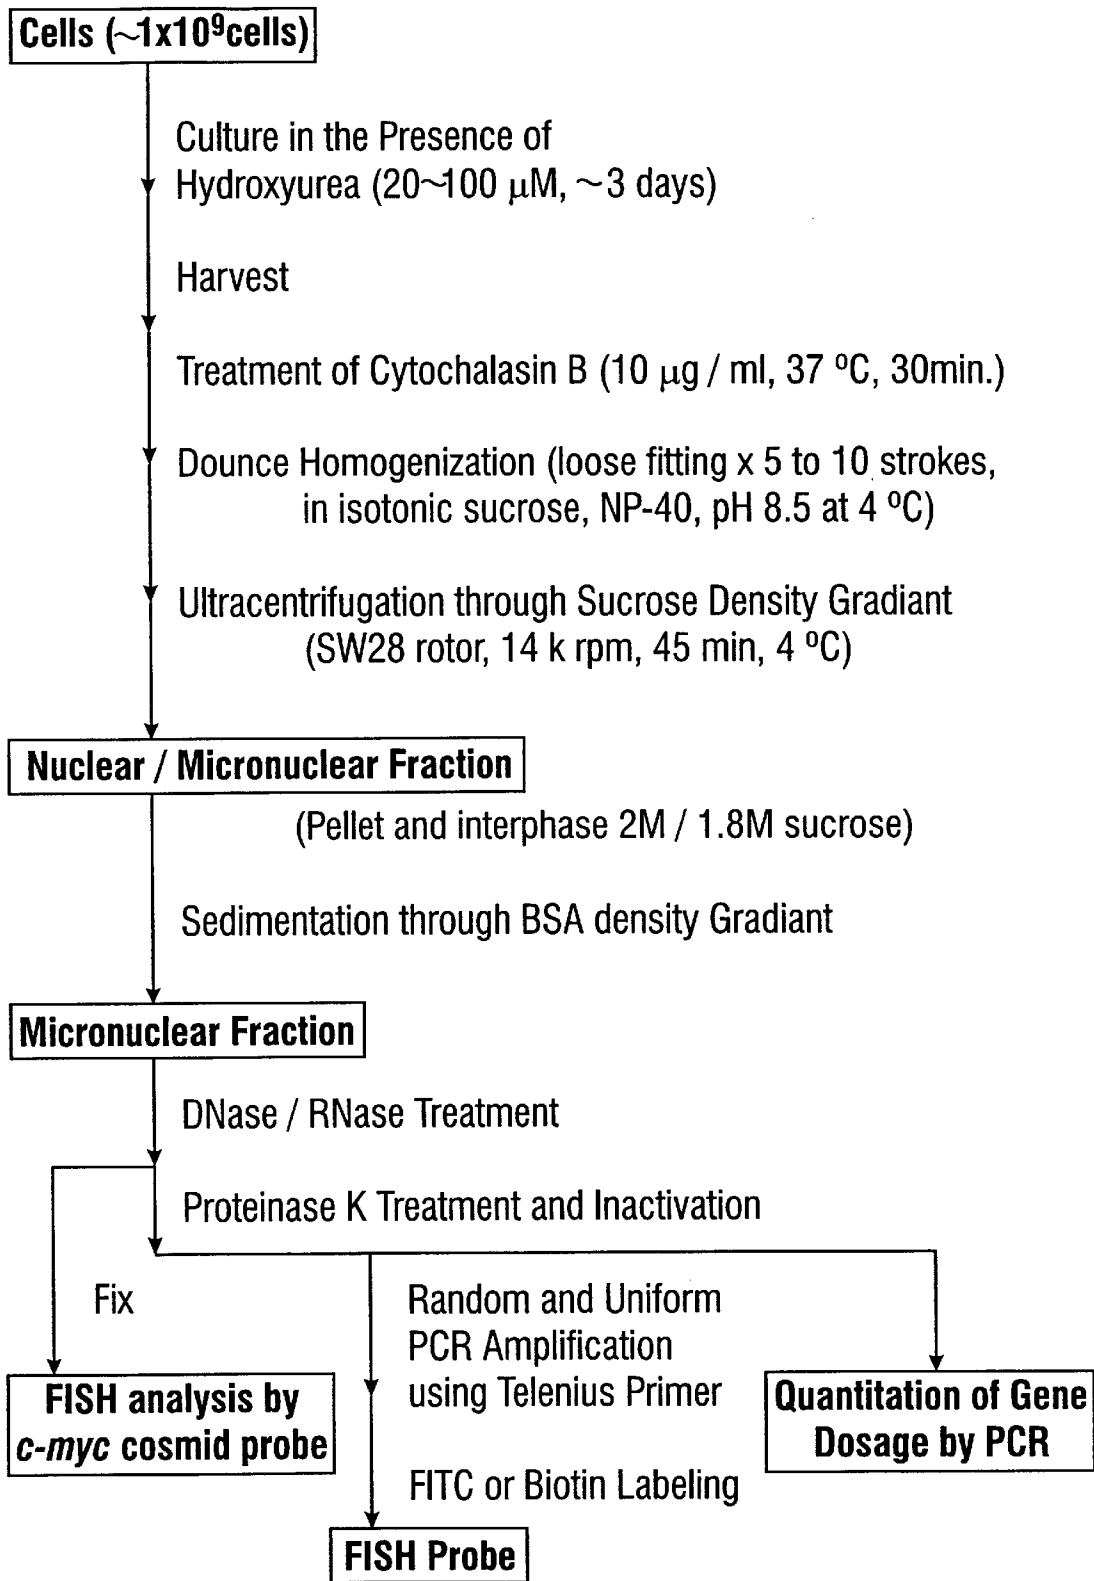 Cells (~1x10⁹cells)
Culture in the Presence of
Hydroxyurea (20~100 µM, ~3 days)
Harvest
Treatment of Cytochalasin B (10 µg / ml, 37 ºC, 30min.)
Dounce Homogenization (loose fitting x 5 to 10 strokes,
in isotonic sucrose, NP-40, pH 8.5 at 4 ºC)
Ultracentrifugation through Sucrose Density Gradiant
(SW28 rotor, 14 k rpm, 45 min, 4 ºC)
Nuclear / Micronuclear Fraction
(Pellet and interphase 2M / 1.8M sucrose)
Sedimentation through BSA density Gradiant
Micronuclear Fraction
DNase / RNase Treatment
Proteinase K Treatment and Inactivation
Fix
Random and Uniform
PCR Amplification
using Telenius Primer
FISH analysis by
c-myc cosmid probe
Quantitation of Gene
Dosage by PCR
FITC or Biotin Labeling
FISH Probe